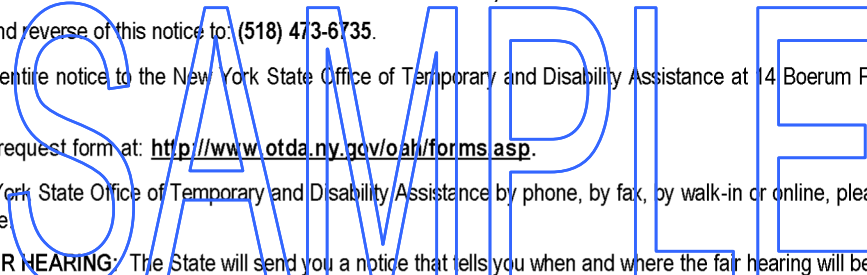 nd reverse of this notice to: (518) 473-6735.
entire notice to the New York State Office of Temporary and Disability Assistance at 14 Boerum P
request form at: http://www.otda.ny.gov/oah/forms.asp.
York State Office of Temporary and Disability Assistance by phone, by fax, by walk-in or online, plea
e.
R HEARING: The State will send you a notice that tells you when and where the fair hearing will be
SAMPLE